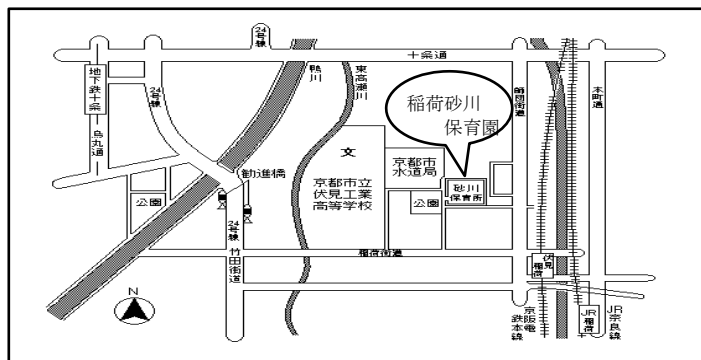 24号線
十条通
地下鉄十条
烏丸通
24号線
鴨川
東高瀬川
師団街道
本町通
稲荷砂川
保育園
文
京都市立
伏見工業
高等学校
京都市
水道局
砂川
保育所
公園
勧進橋
公園
24号線
竹田街道
稲荷街道
伏見
稲荷
N
京阪電
鉄本線
JR
稲荷
JR奈良線